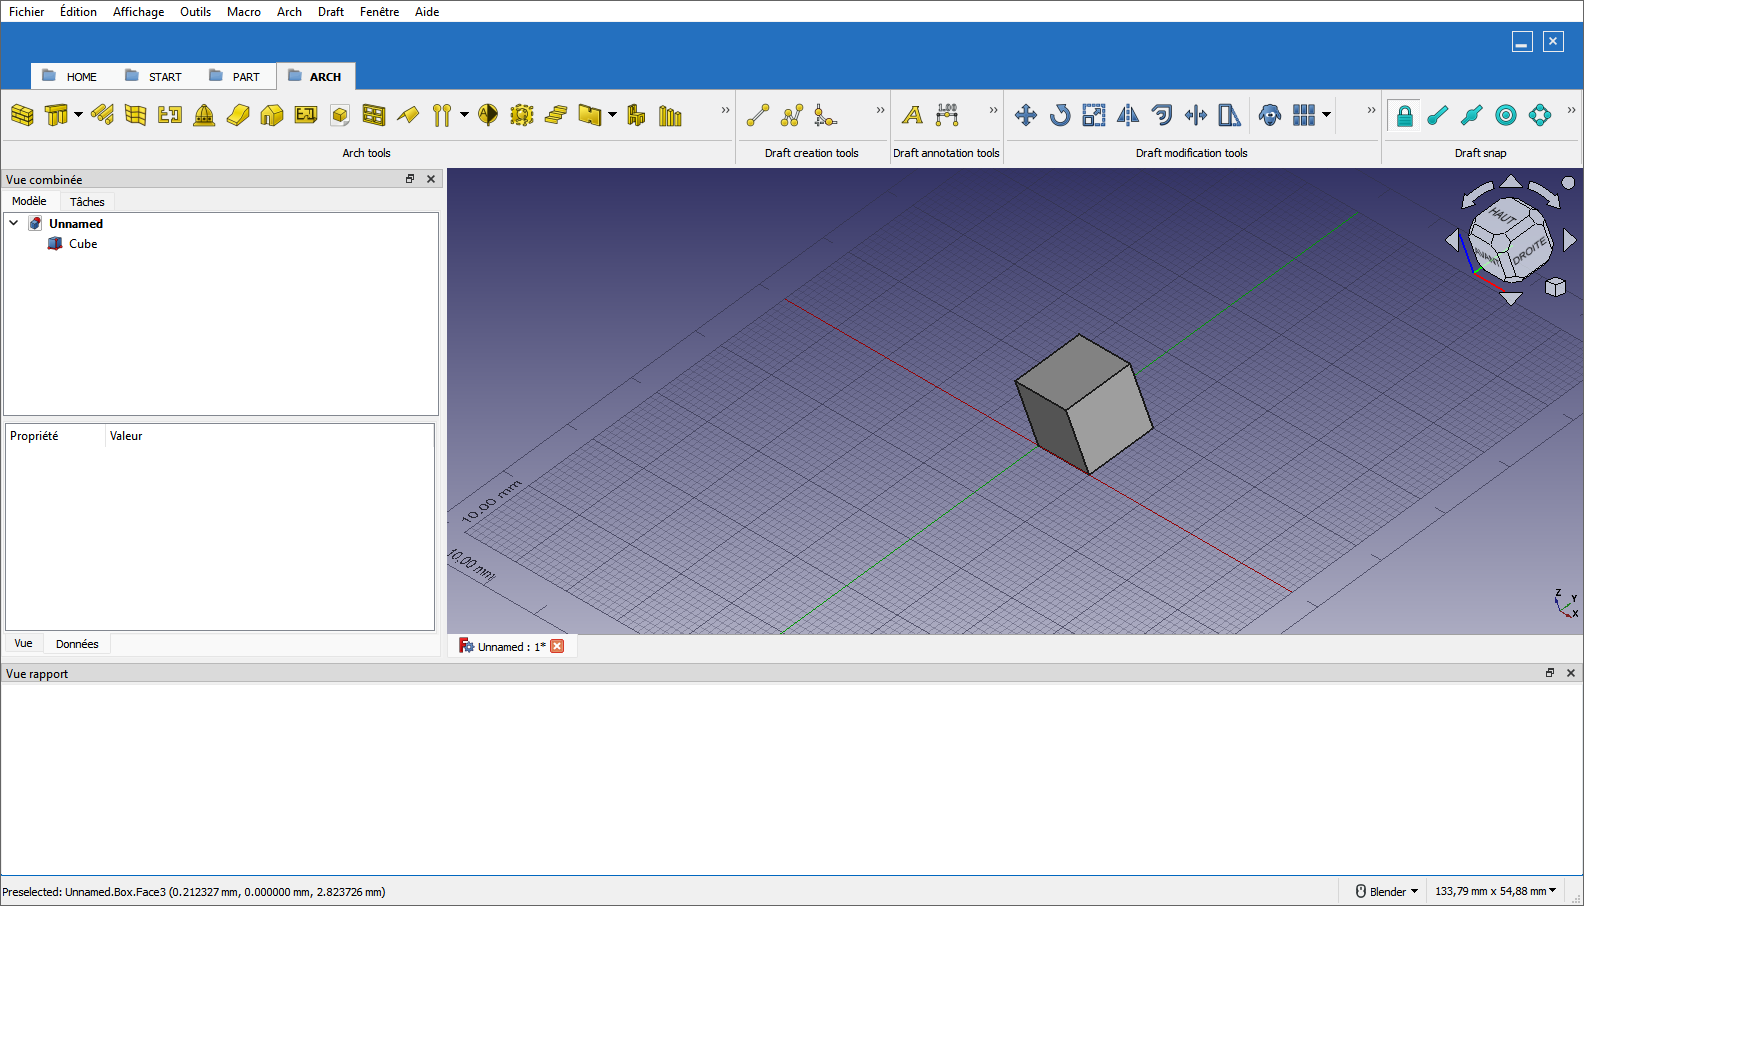 Fichier Édition Affichage Outils Macro Arch Draft Fenêtre Aide
HOME START PART ARCH
1.00
Arch tools Draft creation tools Draft annotation tools Draft modification tools Draft snap
Vue combinée
Modèle Tâches
Unnamed
Cube
Propriété Valeur
Vue Données
HAUT
AVANT
DROITE
10.00 mm
10.00 mm
Z
Y
X
Unnamed : 1*
Vue rapport
Preselected: Unnamed.Box.Face3 (0.212327 mm, 0.000000 mm, 2.823726 mm)
Blender 133,79 mm x 54,88 mm